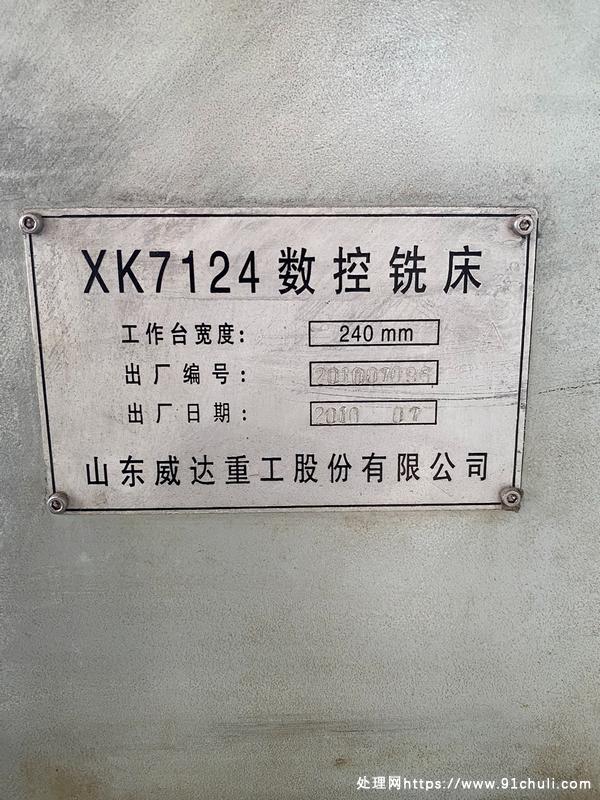 XK7124数控铣床
工作台宽度: 240 mm
出厂编号:
出厂日期: 2010 07
山东威达重工股份有限公司
处理网https://www.91chuli.com